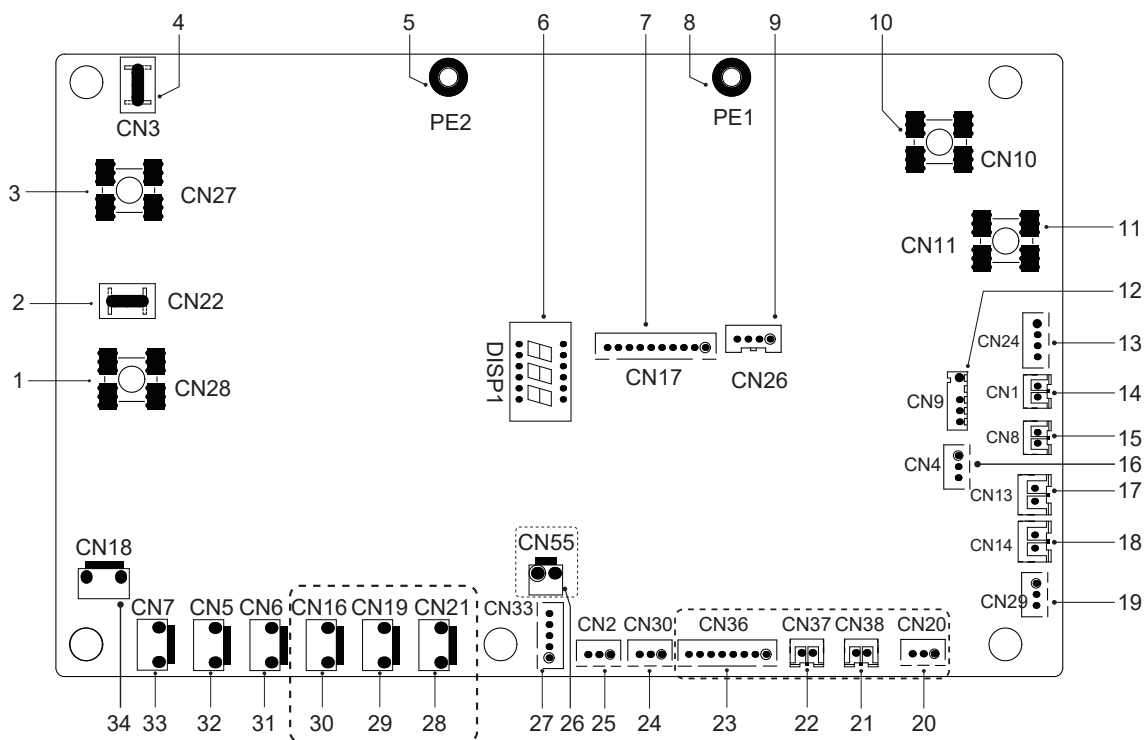 4 5 6 7 8 9 10
CN3
PE2
PE1
CN10
3
CN27
CN11
11
2
CN22
12
CN24
13
DISP1
CN17
CN26
1
CN28
CN9
CN1
14
CN8
15
CN4
16
CN13
17
CN14
18
CN18
CN55
CN29
19
CN7 CN5 CN6 CN16 CN19 CN21 CN33 CN2 CN30 CN36 CN37 CN38 CN20
34 33 32 31 30 29 28 27 26 25 24 23 22 21 20